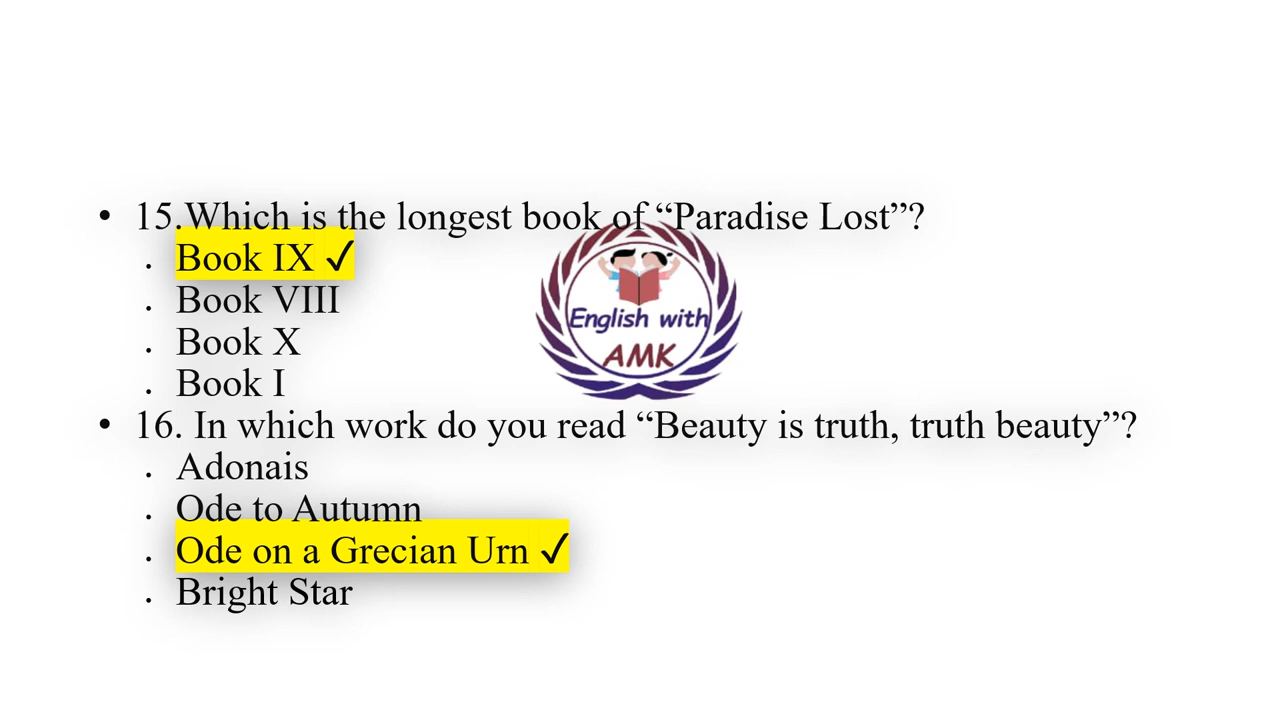 • 15.Which is the longest book of “Paradise Lost”?
• Book IX ✓
• Book VIII
• Book X
• Book I
• 16. In which work do you read “Beauty is truth, truth beauty”?
• Adonais
• Ode to Autumn
• Ode on a Grecian Urn ✓
• Bright Star
English with
AMK